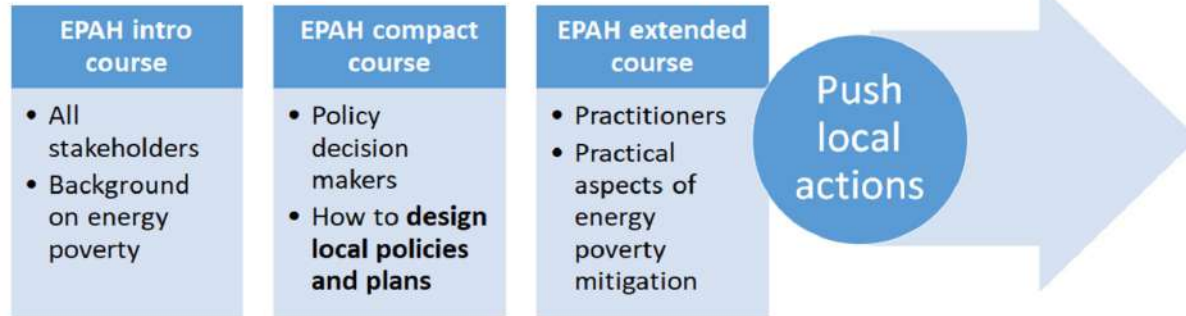 EPAH intro
course
• All
stakeholders
• Background
on energy
poverty
EPAH compact
course
• Policy
decision
makers
• How to design
local policies
and plans
EPAH extended
course
• Practitioners
• Practical
aspects of
energy
poverty
mitigation
Push
local
actions